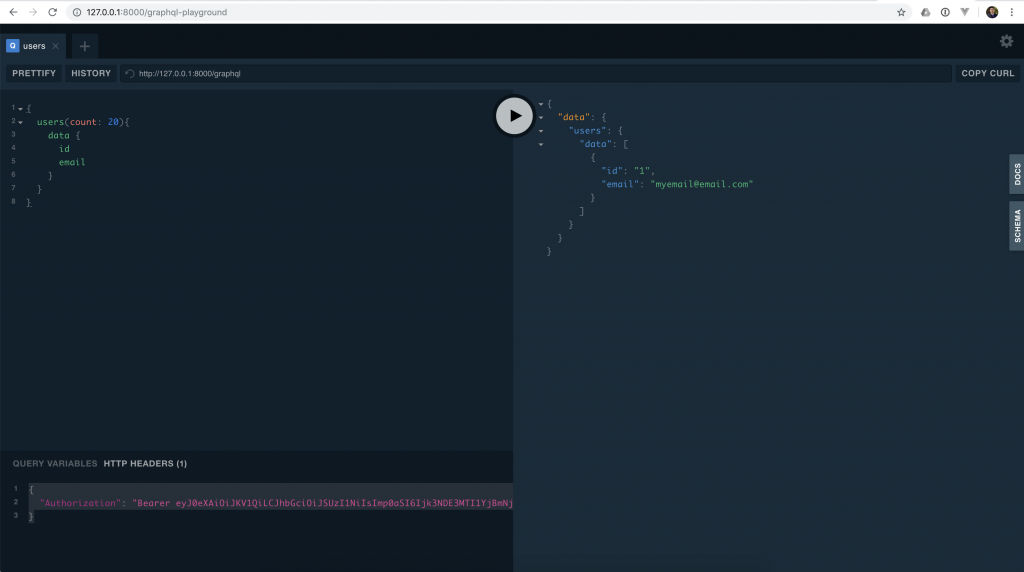 127.0.0.1:8000/graphql-playground
Q users
PRETTIFY HISTORY http://127.0.0.1:8000/graphql COPY CURL
1 {
2 users(count: 20){
3 data {
4 id
5 email
6 }
7 }
8 }
{
"data": {
"users": {
"data": [
{
"id": "1",
"email": "myemail@email.com"
}
]
}
}
}
DOCS
SCHEMA
QUERY VARIABLES HTTP HEADERS (1)
1 {
2 "Authorization": "Bearer eyJ0eXAiOiJKV1QiLCJhbGciOiJSUzI1NiIsImp0aSI6Ijk3NDE3MTI1YjBmNj
3 }